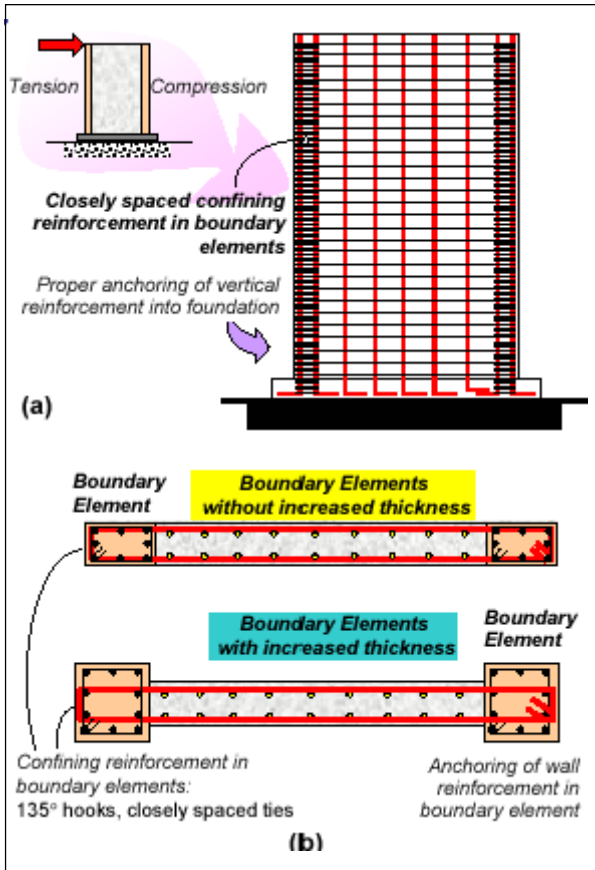 Tension
Compression
Closely spaced confining
reinforcement in boundary
elements
Proper anchoring of vertical
reinforcement into foundation
(a)
Boundary
Element
Boundary Elements
without increased thickness
Boundary Elements
with increased thickness
Boundary
Element
Confining reinforcement in
boundary elements:
135° hooks, closely spaced ties
Anchoring of wall
reinforcement in
boundary element
(b)